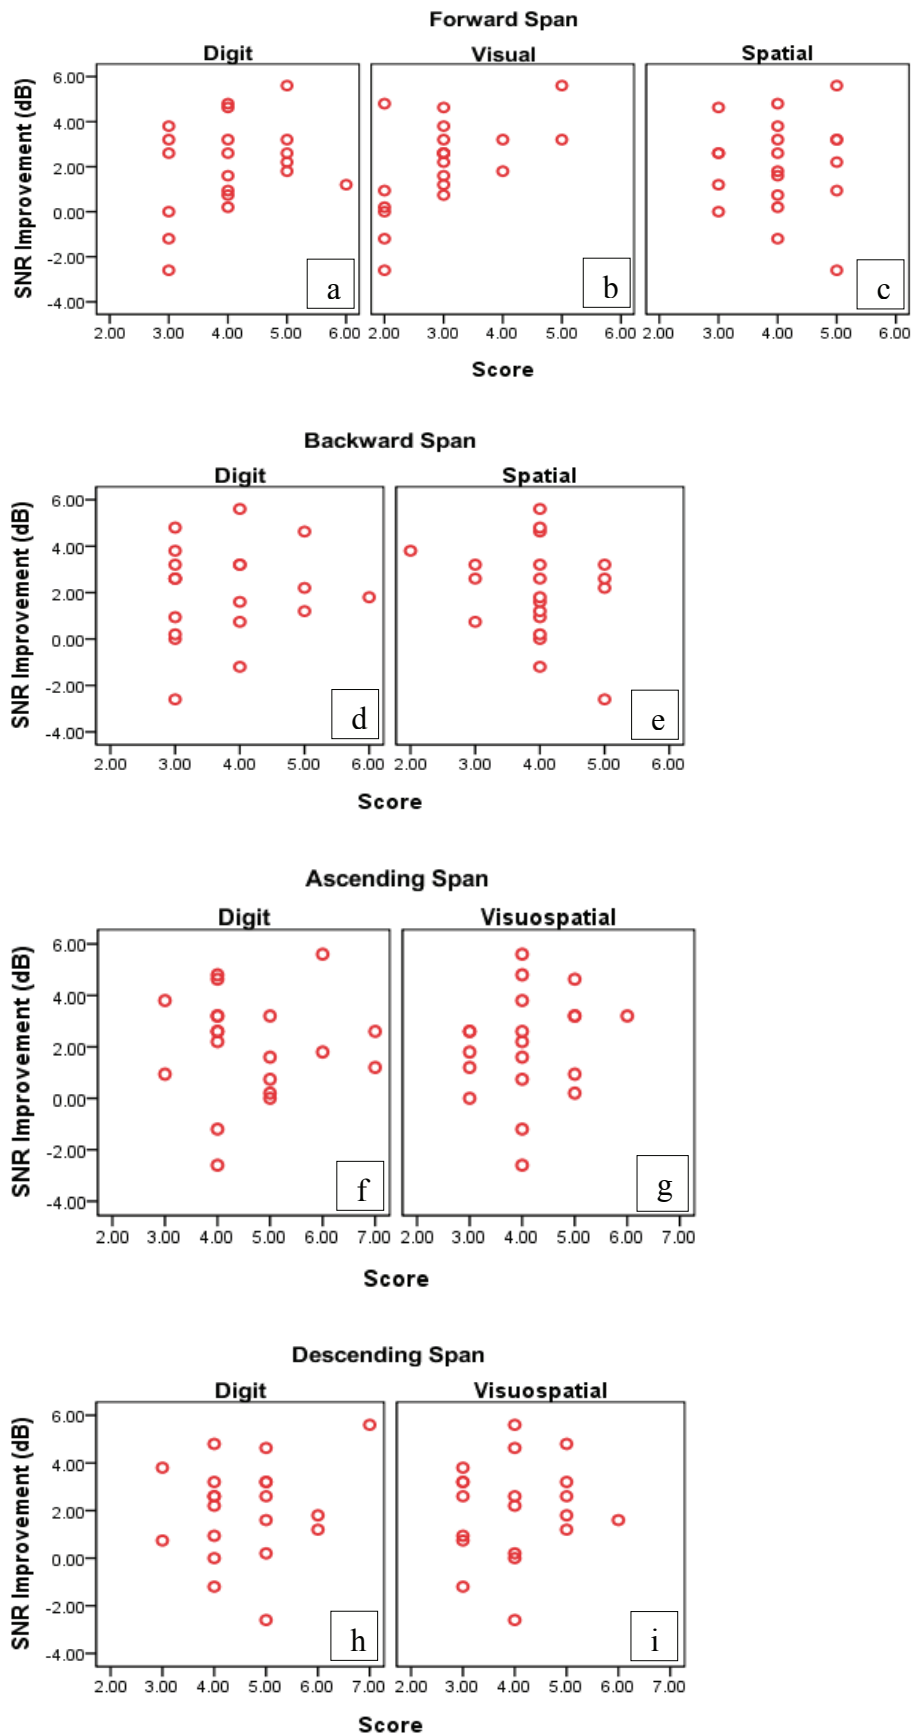 Forward Span
Digit Visual Spatial
SNR Improvement (dB)
6.00
4.00
2.00
0.00
-2.00
-4.00
a b c
2.00 3.00 4.00 5.00 6.00 2.00 3.00 4.00 5.00 6.00 2.00 3.00 4.00 5.00 6.00
Score
Backward Span
Digit Spatial
SNR Improvement (dB)
6.00
4.00
2.00
0.00
-2.00
-4.00
d e
2.00 3.00 4.00 5.00 6.00 2.00 3.00 4.00 5.00 6.00
Score
Ascending Span
Digit Visuospatial
SNR Improvement (dB)
6.00
4.00
2.00
0.00
-2.00
-4.00
f g
2.00 3.00 4.00 5.00 6.00 7.00 2.00 3.00 4.00 5.00 6.00 7.00
Score
Descending Span
Digit Visuospatial
SNR Improvement (dB)
6.00
4.00
2.00
0.00
-2.00
-4.00
h i
2.00 3.00 4.00 5.00 6.00 7.00 2.00 3.00 4.00 5.00 6.00 7.00
Score